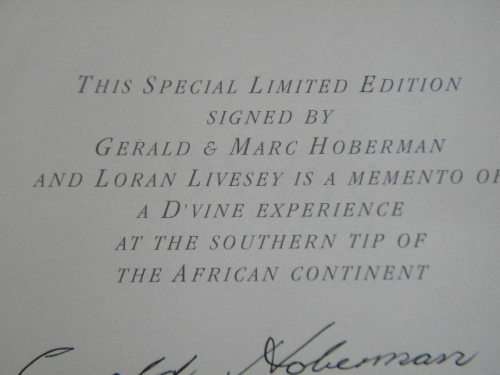 This Special Limited Edition
signed by
Gerald & Marc Hoberman
and Loran Livesey is a memento of
a D'vine experience
at the southern tip of
the African continent
Gerald Hoberman